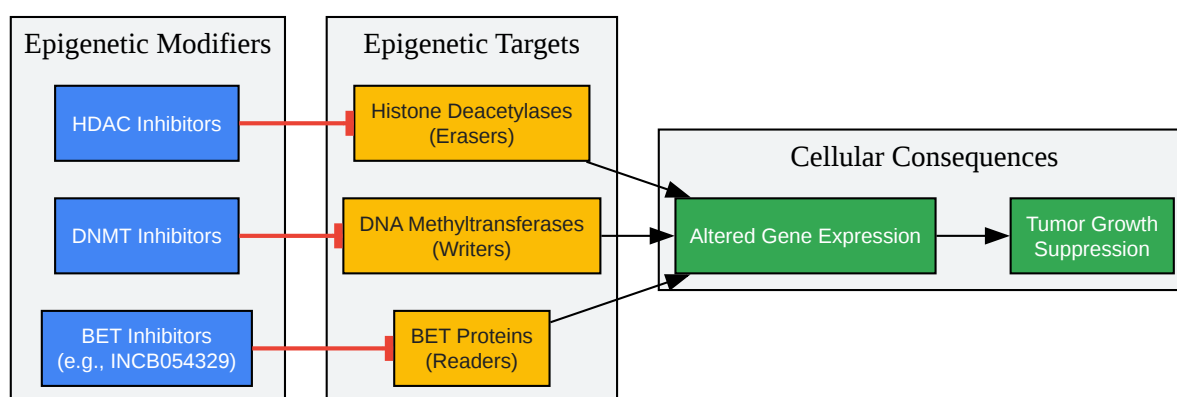 Epigenetic Modifiers
HDAC Inhibitors
DNMT Inhibitors
BET Inhibitors
(e.g., INCB054329)
Epigenetic Targets
Histone Deacetylases
(Erasers)
DNA Methyltransferases
(Writers)
BET Proteins
(Readers)
Cellular Consequences
Altered Gene Expression
Tumor Growth
Suppression